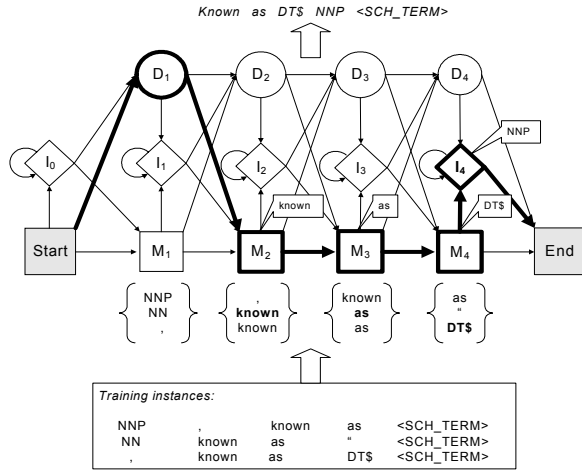 Known as DT$ NNP <SCH_TERM>
D1 D2 D3 D4
NNP
I0 I1 I2 I3 I4
known as DT$
Start M1 M2 M3 M4 End
NNP , known as
NN known as “
, known as DT$
Training instances:
NNP , known as <SCH_TERM>
NN known as “ <SCH_TERM>
, known as DT$ <SCH_TERM>